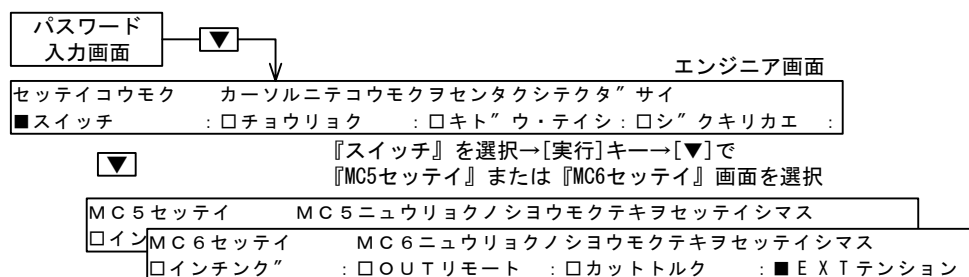 パスワード
入力画面
▼
エンジニア画面
セッテイコウモク　　カーソルニテコウモクヲセンタクシテクタ゛サイ
■スイッチ　　：□チョウリョク　　：□キト゛ウ・テイシ：□シ゛クキリカエ　：
▼
『スイッチ』を選択→[実行]キー→[▼]で
『MC5セッテイ』または『MC6セッテイ』画面を選択
MC5セッテイ　　MC5ニュウリョクノシヨウモクテキヲセッテイシマス
□イン
MC6セッテイ　　MC6ニュウリョクノシヨウモクテキヲセッテイシマス
□インチンク゛　　：□OUTリモート　：□カットトルク　　：■EXTテンション